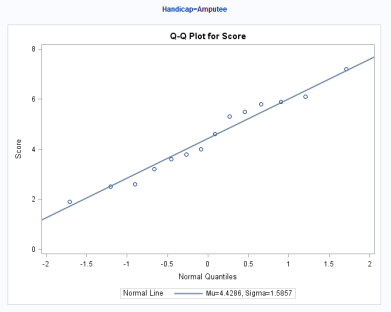 Handicap=Amputee
Q-Q Plot for Score
8
6
4
2
0
Score
-2
-1.5
-1
-0.5
0
0.5
1
1.5
2
Normal Quantiles
Normal Line
Mu=4.4286, Sigma=1.5857